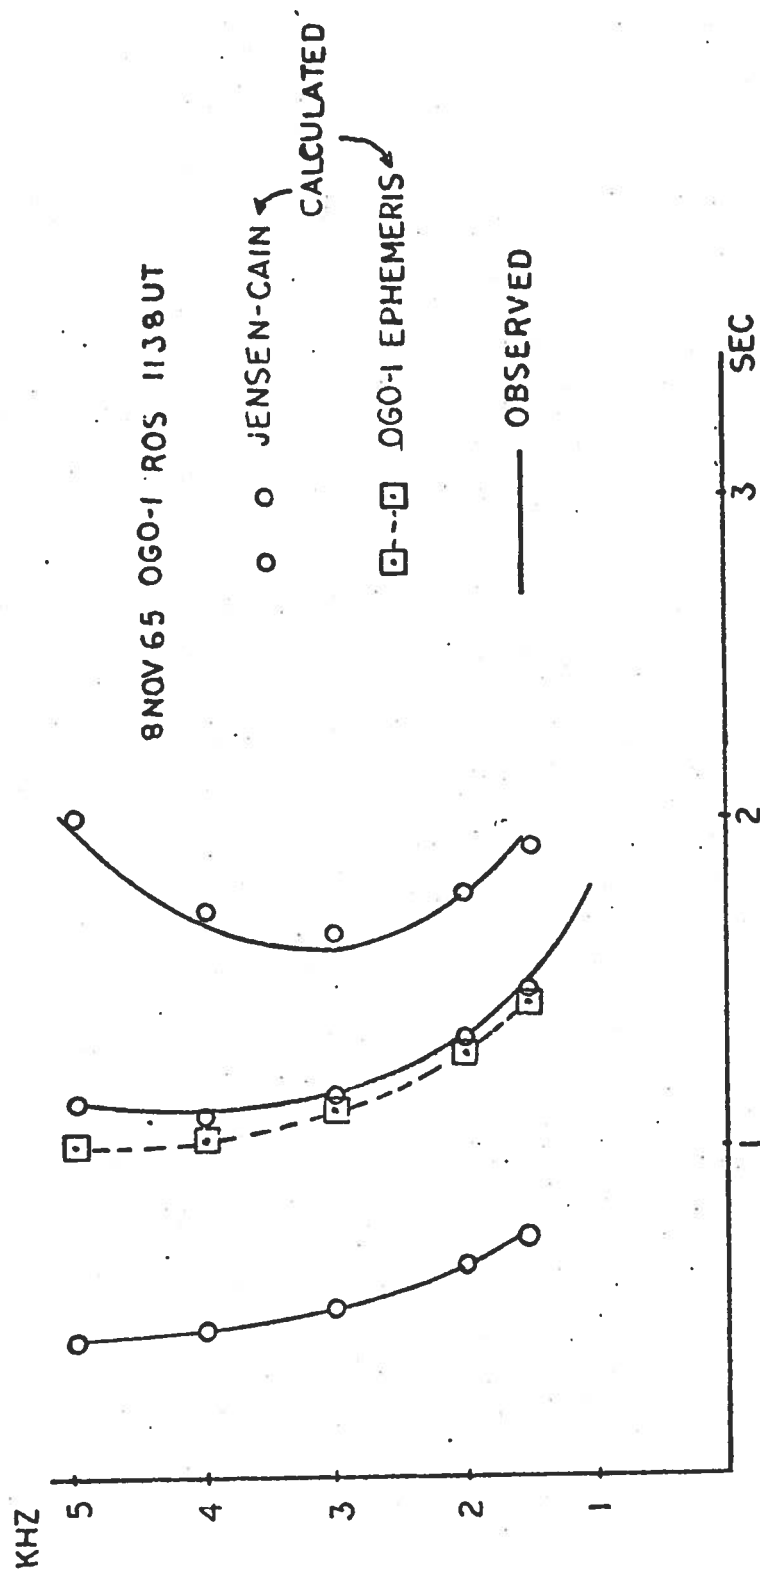 KHZ
8 NOV 65 OGO-1 ROS 1138 UT
JENSEN-CAIN
CALCULATED
OGO-1 EPHEMERIS
OBSERVED
5
4
3
2
1
1
2
3
SEC